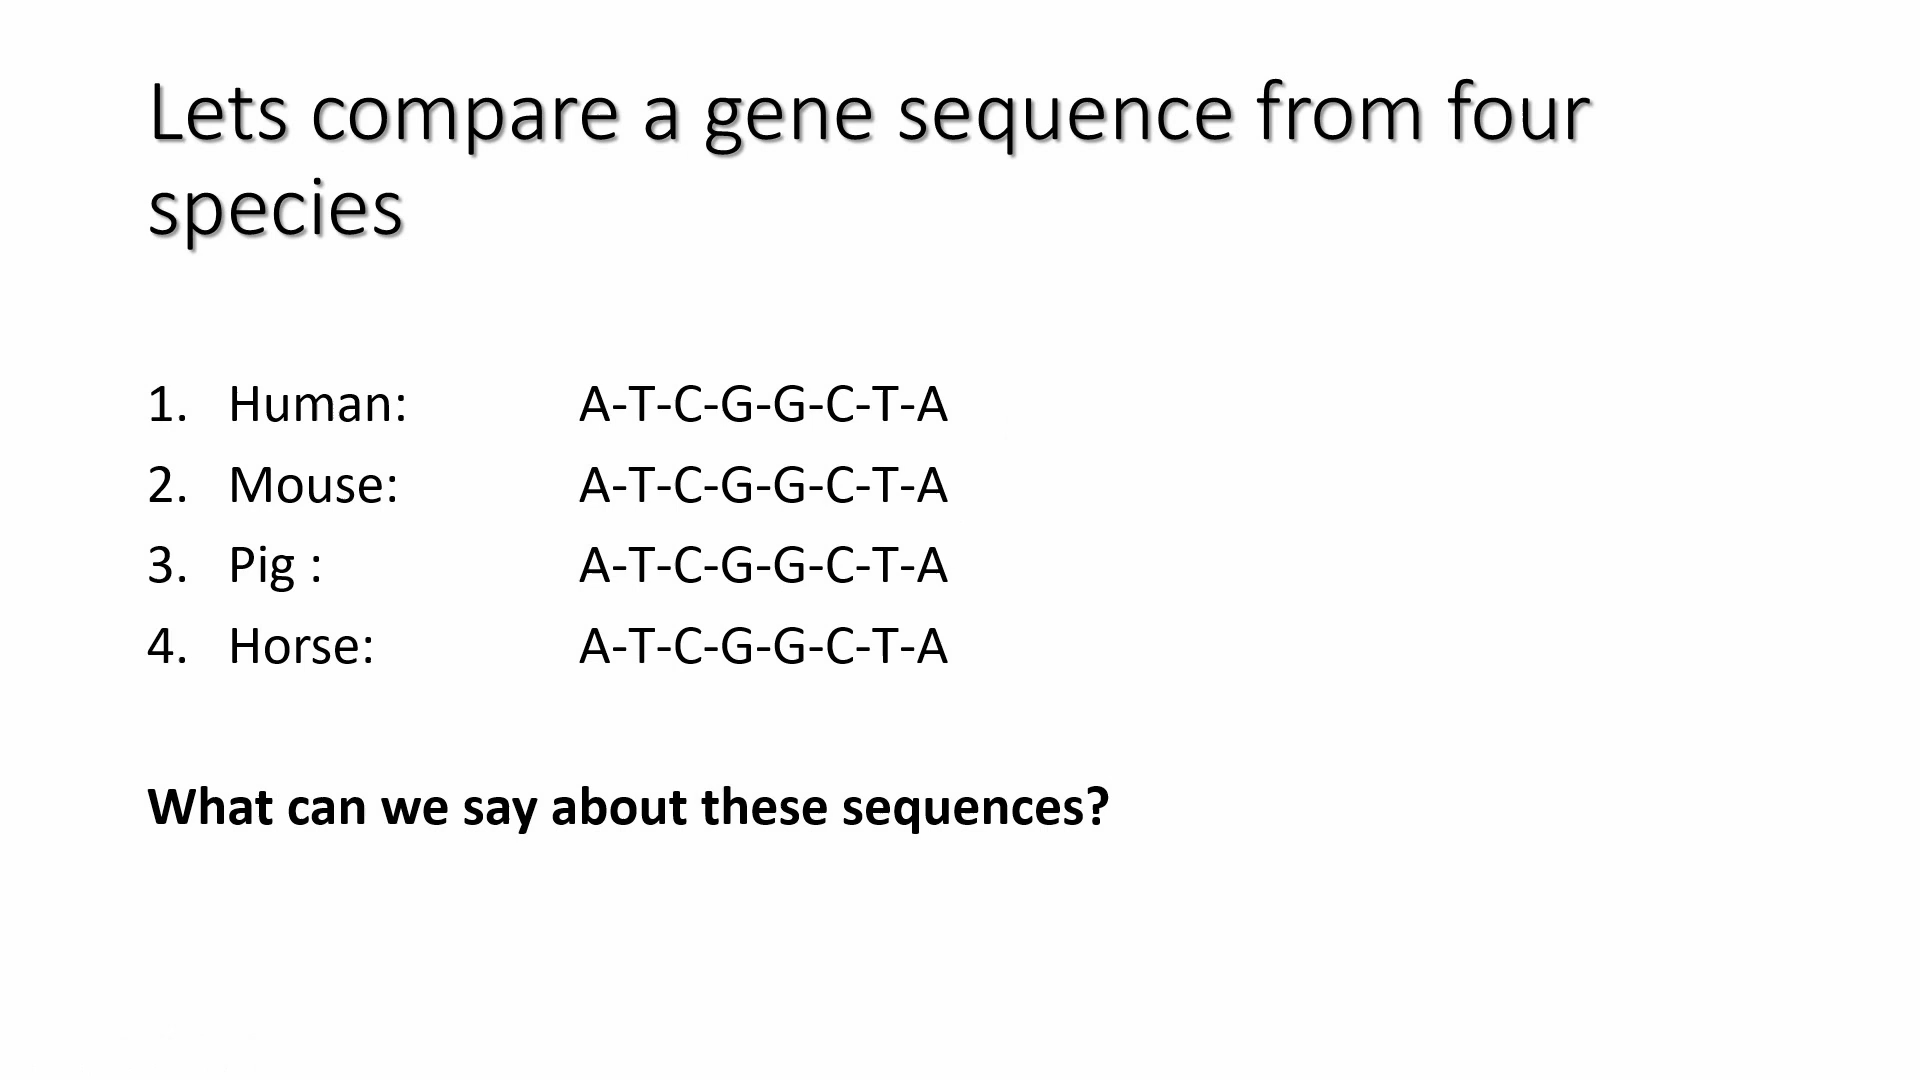 Lets compare a gene sequence from four
species
1. Human: A-T-C-G-G-C-T-A
2. Mouse: A-T-C-G-G-C-T-A
3. Pig : A-T-C-G-G-C-T-A
4. Horse: A-T-C-G-G-C-T-A
What can we say about these sequences?